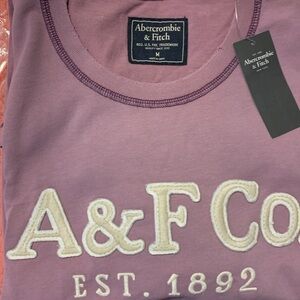 Abercrombie
& Fitch
M
Abercrombie
& Fitch
A&F Co
EST. 1892